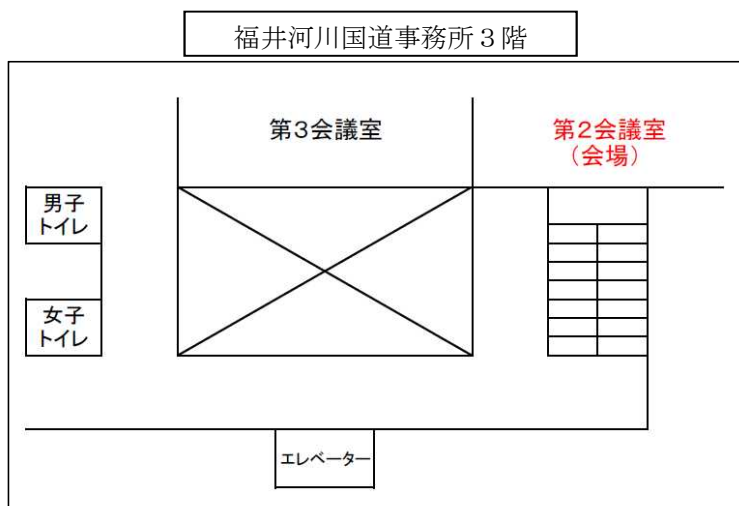 福井河川国道事務所３階
第3会議室
第2会議室
（会場）
男子
トイレ
女子
トイレ
エレベーター